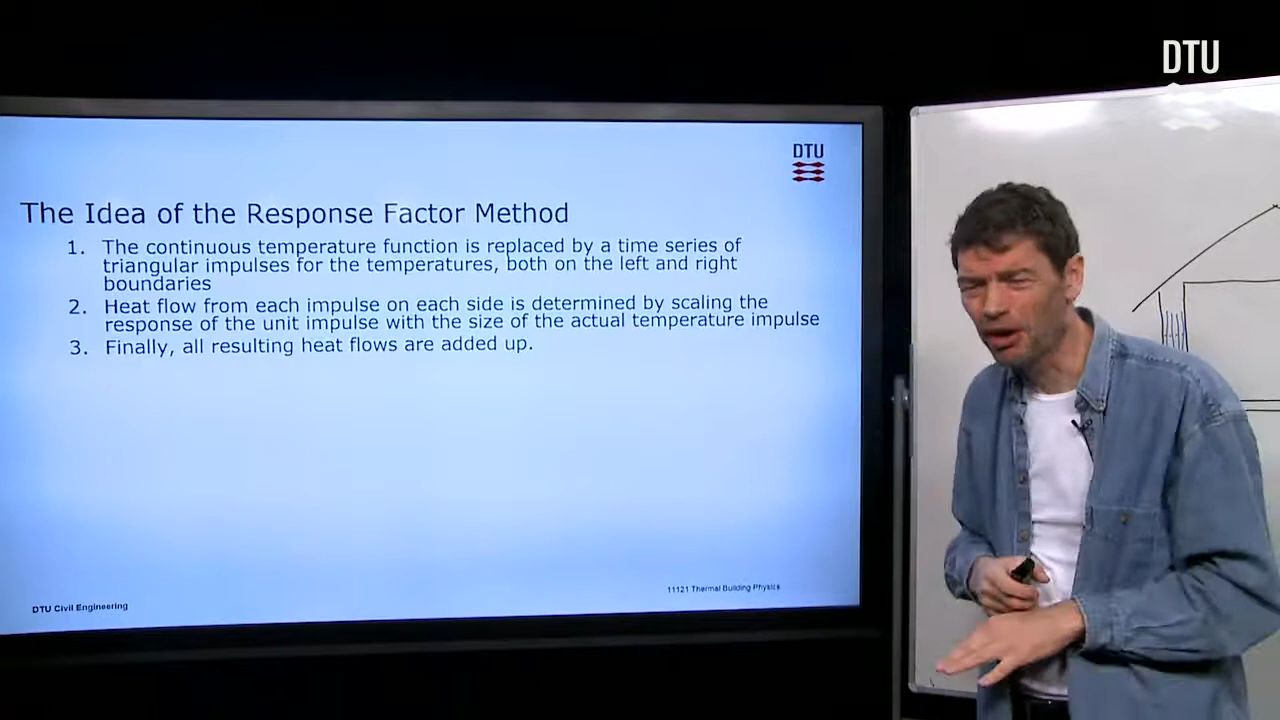 DTU
DTU
The Idea of the Response Factor Method
1. The continuous temperature function is replaced by a time series of
triangular impulses for the temperatures, both on the left and right
boundaries
2. Heat flow from each impulse on each side is determined by scaling the
response of the unit impulse with the size of the actual temperature impulse
3. Finally, all resulting heat flows are added up.
DTU Civil Engineering
11121 Thermal Building Physics